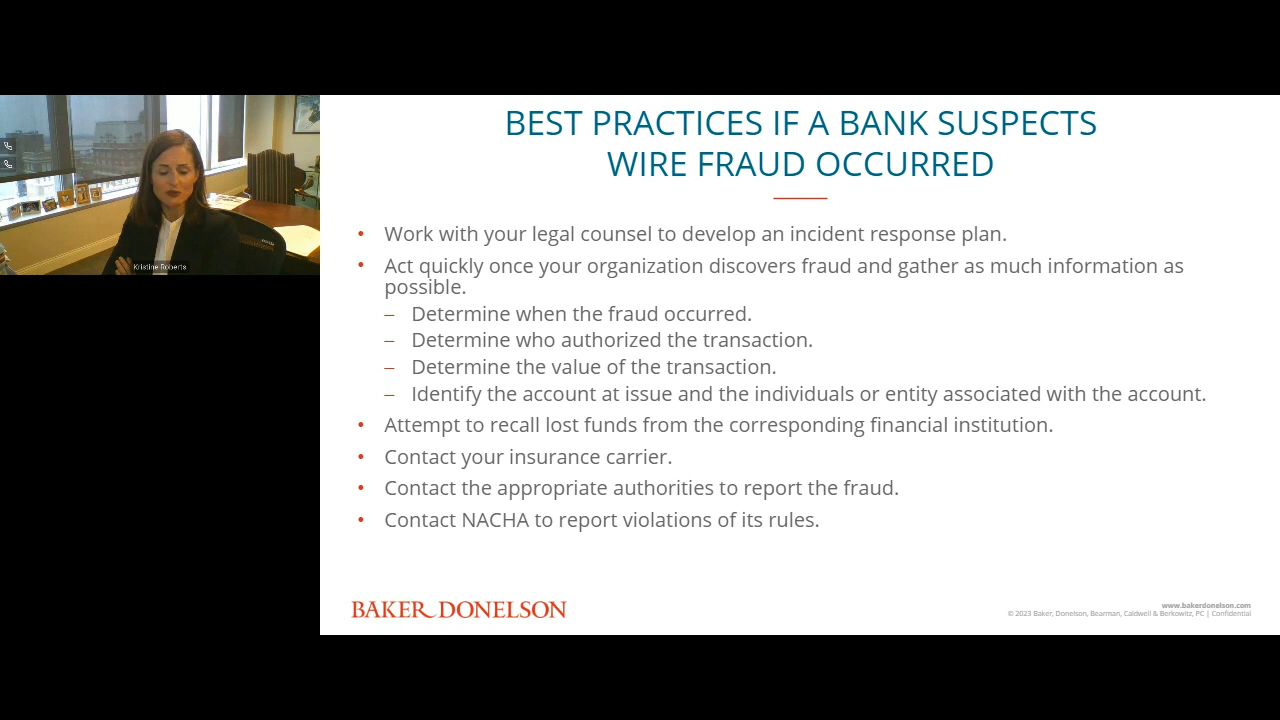 Kristine Roberts
BEST PRACTICES IF A BANK SUSPECTS
WIRE FRAUD OCCURRED
• Work with your legal counsel to develop an incident response plan.
• Act quickly once your organization discovers fraud and gather as much information as
possible.
– Determine when the fraud occurred.
– Determine who authorized the transaction.
– Determine the value of the transaction.
– Identify the account at issue and the individuals or entity associated with the account.
• Attempt to recall lost funds from the corresponding financial institution.
• Contact your insurance carrier.
• Contact the appropriate authorities to report the fraud.
• Contact NACHA to report violations of its rules.
BAKER DONELSON
www.bakerdonelson.com
© 2023 Baker, Donelson, Bearman, Caldwell & Berkowitz, PC | Confidential